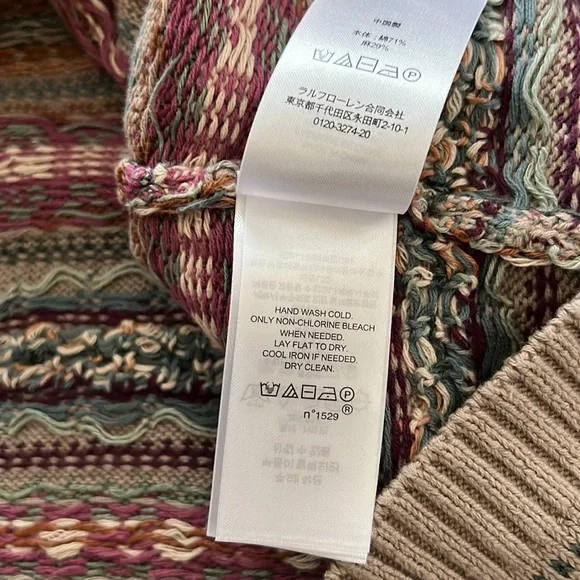 中国製
本体：綿71%
麻29%
ラルフローレン合同会社
東京都千代田区永田町2-10-1
0120-3274-20
HAND WASH COLD.
ONLY NON-CHLORINE BLEACH
WHEN NEEDED.
LAY FLAT TO DRY.
COOL IRON IF NEEDED.
DRY CLEAN.
P
®
n°1529